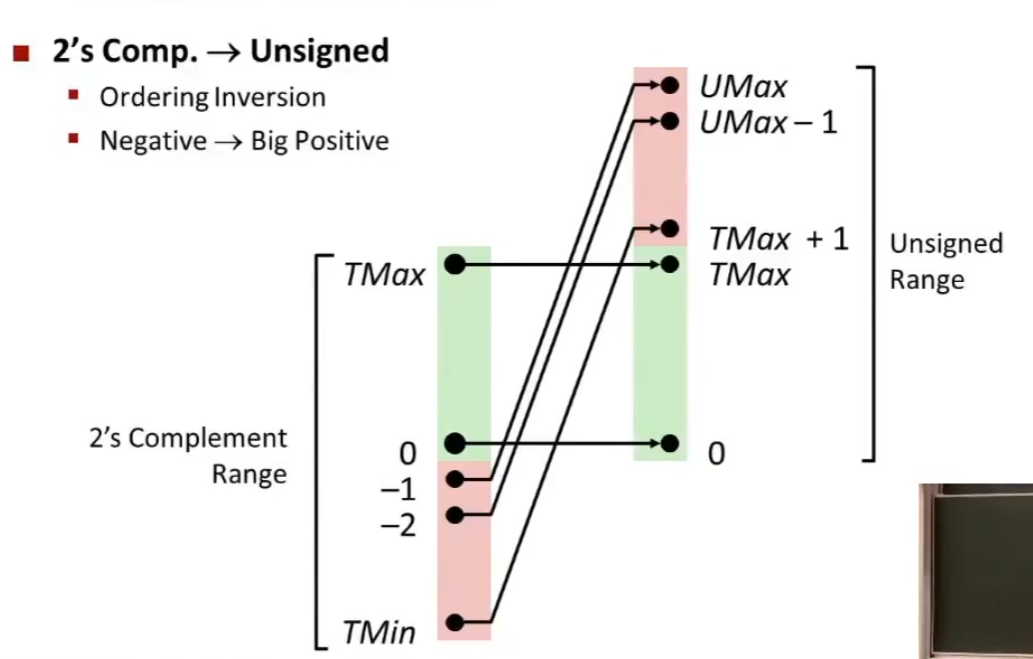 2's Comp. → Unsigned
Ordering Inversion
Negative → Big Positive
UMax
UMax – 1
TMax + 1
TMax
Unsigned
Range
TMax
2's Complement
Range
0
–1
–2
TMin
0